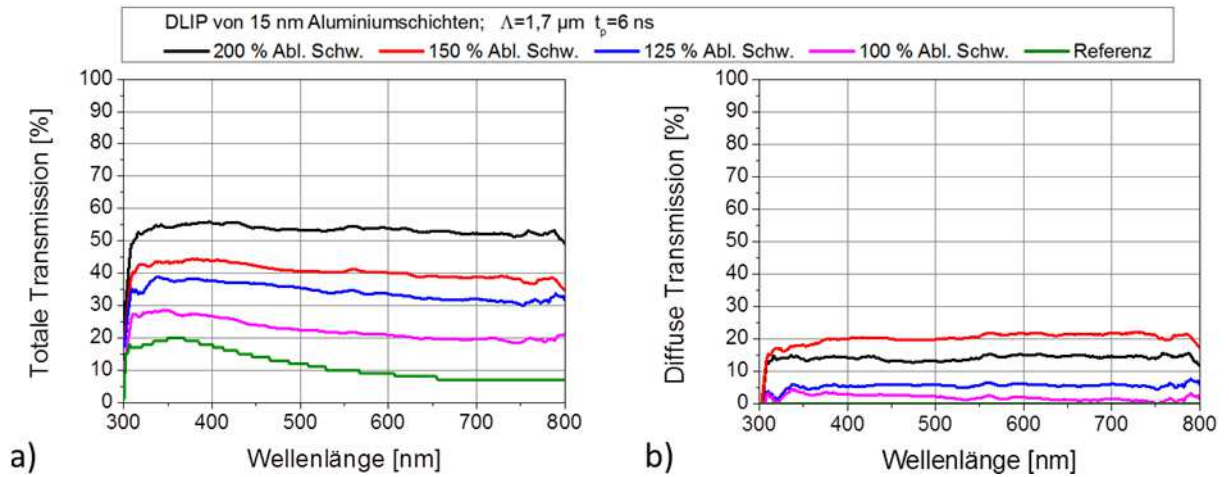 DLIP von 15 nm Aluminiumschichten; Λ=1,7 µm tp=6 ns
200 % Abl. Schw. 150 % Abl. Schw. 125 % Abl. Schw. 100 % Abl. Schw. Referenz
Totale Transmission [%]
100
90
80
70
60
50
40
30
20
10
0
300 400 500 600 700 800
Wellenlänge [nm]
a)
Diffuse Transmission [%]
100
90
80
70
60
50
40
30
20
10
0
300 400 500 600 700 800
Wellenlänge [nm]
b)